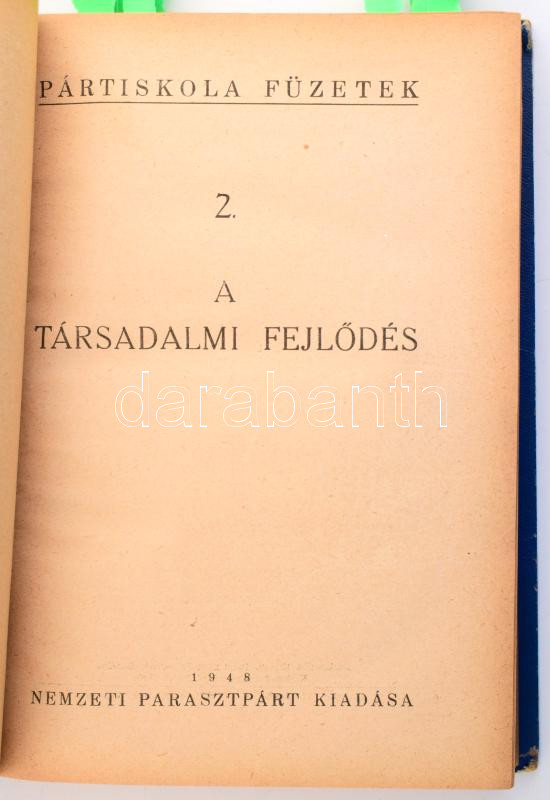 PÁRTISKOLA FÜZETEK
2.
A
TÁRSADALMI FEJLŐDÉS
darabanth
1948
NEMZETI PARASZTPÁRT KIADÁSA